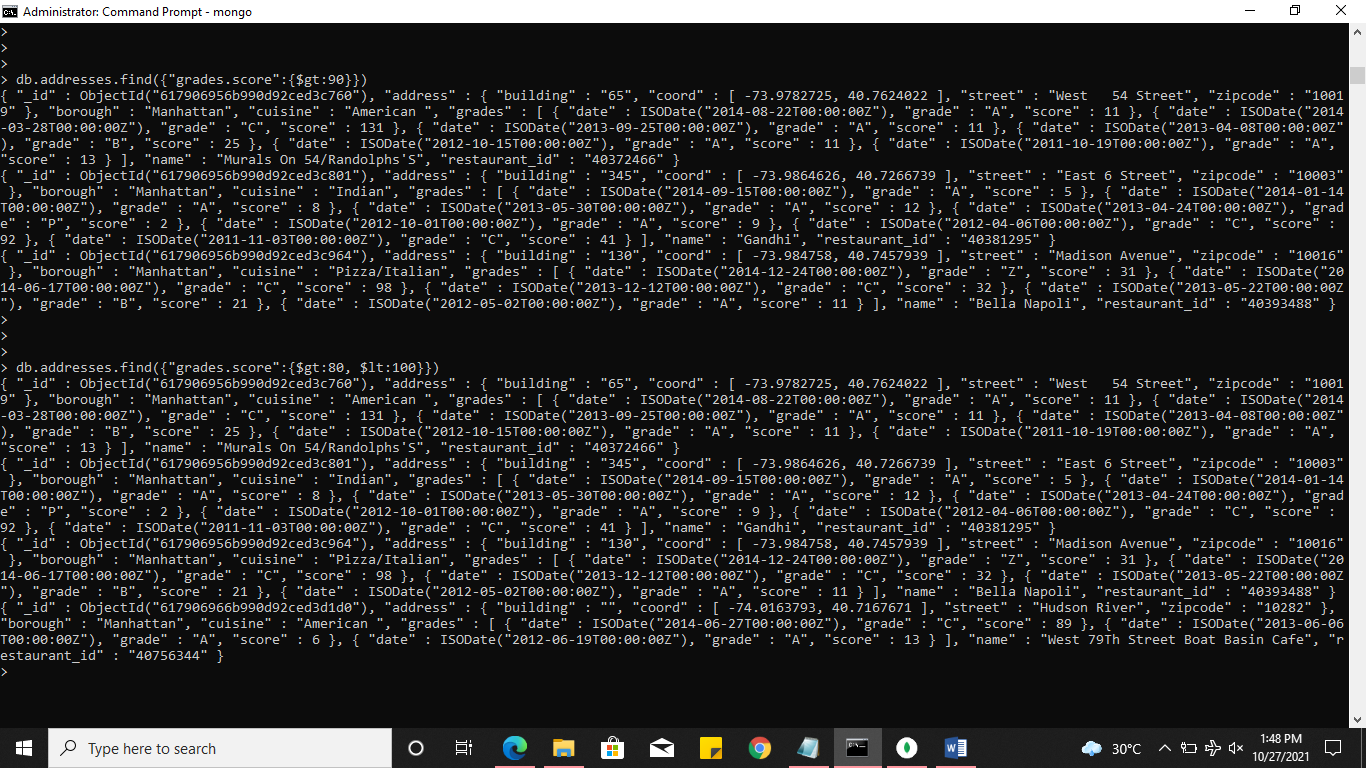 Administrator: Command Prompt - mongo
>
>
>
> db.addresses.find({"grades.score":{$gt:90}})
{ "_id" : ObjectId("617906956b990d92ced3c760"), "address" : { "building" : "65", "coord" : [ -73.9782725, 40.7624022 ], "street" : "West   54 Street", "zipcode" : "1001
9" }, "borough" : "Manhattan", "cuisine" : "American ", "grades" : [ { "date" : ISODate("2014-08-22T00:00:00Z"), "grade" : "A", "score" : 11 }, { "date" : ISODate("2014
-03-28T00:00:00Z"), "grade" : "C", "score" : 131 }, { "date" : ISODate("2013-09-25T00:00:00Z"), "grade" : "A", "score" : 11 }, { "date" : ISODate("2013-04-08T00:00:00Z"
), "grade" : "B", "score" : 25 }, { "date" : ISODate("2012-10-15T00:00:00Z"), "grade" : "A", "score" : 11 }, { "date" : ISODate("2011-10-19T00:00:00Z"), "grade" : "A",
"score" : 13 } ], "name" : "Murals On 54/Randolphs'S", "restaurant_id" : "40372466" }
{ "_id" : ObjectId("617906956b990d92ced3c801"), "address" : { "building" : "345", "coord" : [ -73.9864626, 40.7266739 ], "street" : "East 6 Street", "zipcode" : "10003"
 }, "borough" : "Manhattan", "cuisine" : "Indian", "grades" : [ { "date" : ISODate("2014-09-15T00:00:00Z"), "grade" : "A", "score" : 5 }, { "date" : ISODate("2014-01-14
T00:00:00Z"), "grade" : "A", "score" : 8 }, { "date" : ISODate("2013-05-30T00:00:00Z"), "grade" : "A", "score" : 12 }, { "date" : ISODate("2013-04-24T00:00:00Z"), "grad
e" : "P", "score" : 2 }, { "date" : ISODate("2012-10-01T00:00:00Z"), "grade" : "A", "score" : 9 }, { "date" : ISODate("2012-04-06T00:00:00Z"), "grade" : "C", "score" :
92 }, { "date" : ISODate("2011-11-03T00:00:00Z"), "grade" : "C", "score" : 41 } ], "name" : "Gandhi", "restaurant_id" : "40381295" }
{ "_id" : ObjectId("617906956b990d92ced3c964"), "address" : { "building" : "130", "coord" : [ -73.984758, 40.7457939 ], "street" : "Madison Avenue", "zipcode" : "10016"
 }, "borough" : "Manhattan", "cuisine" : "Pizza/Italian", "grades" : [ { "date" : ISODate("2014-12-24T00:00:00Z"), "grade" : "Z", "score" : 31 }, { "date" : ISODate("20
14-06-17T00:00:00Z"), "grade" : "C", "score" : 98 }, { "date" : ISODate("2013-12-12T00:00:00Z"), "grade" : "C", "score" : 32 }, { "date" : ISODate("2013-05-22T00:00:00Z
"), "grade" : "B", "score" : 21 }, { "date" : ISODate("2012-05-02T00:00:00Z"), "grade" : "A", "score" : 11 } ], "name" : "Bella Napoli", "restaurant_id" : "40393488" }
>
>
>
> db.addresses.find({"grades.score":{$gt:80, $lt:100}})
{ "_id" : ObjectId("617906956b990d92ced3c760"), "address" : { "building" : "65", "coord" : [ -73.9782725, 40.7624022 ], "street" : "West   54 Street", "zipcode" : "1001
9" }, "borough" : "Manhattan", "cuisine" : "American ", "grades" : [ { "date" : ISODate("2014-08-22T00:00:00Z"), "grade" : "A", "score" : 11 }, { "date" : ISODate("2014
-03-28T00:00:00Z"), "grade" : "C", "score" : 131 }, { "date" : ISODate("2013-09-25T00:00:00Z"), "grade" : "A", "score" : 11 }, { "date" : ISODate("2013-04-08T00:00:00Z"
), "grade" : "B", "score" : 25 }, { "date" : ISODate("2012-10-15T00:00:00Z"), "grade" : "A", "score" : 11 }, { "date" : ISODate("2011-10-19T00:00:00Z"), "grade" : "A",
"score" : 13 } ], "name" : "Murals On 54/Randolphs'S", "restaurant_id" : "40372466" }
{ "_id" : ObjectId("617906956b990d92ced3c801"), "address" : { "building" : "345", "coord" : [ -73.9864626, 40.7266739 ], "street" : "East 6 Street", "zipcode" : "10003"
 }, "borough" : "Manhattan", "cuisine" : "Indian", "grades" : [ { "date" : ISODate("2014-09-15T00:00:00Z"), "grade" : "A", "score" : 5 }, { "date" : ISODate("2014-01-14
T00:00:00Z"), "grade" : "A", "score" : 8 }, { "date" : ISODate("2013-05-30T00:00:00Z"), "grade" : "A", "score" : 12 }, { "date" : ISODate("2013-04-24T00:00:00Z"), "grad
e" : "P", "score" : 2 }, { "date" : ISODate("2012-10-01T00:00:00Z"), "grade" : "A", "score" : 9 }, { "date" : ISODate("2012-04-06T00:00:00Z"), "grade" : "C", "score" :
92 }, { "date" : ISODate("2011-11-03T00:00:00Z"), "grade" : "C", "score" : 41 } ], "name" : "Gandhi", "restaurant_id" : "40381295" }
{ "_id" : ObjectId("617906956b990d92ced3c964"), "address" : { "building" : "130", "coord" : [ -73.984758, 40.7457939 ], "street" : "Madison Avenue", "zipcode" : "10016"
 }, "borough" : "Manhattan", "cuisine" : "Pizza/Italian", "grades" : [ { "date" : ISODate("2014-12-24T00:00:00Z"), "grade" : "Z", "score" : 31 }, { "date" : ISODate("20
14-06-17T00:00:00Z"), "grade" : "C", "score" : 98 }, { "date" : ISODate("2013-12-12T00:00:00Z"), "grade" : "C", "score" : 32 }, { "date" : ISODate("2013-05-22T00:00:00Z
"), "grade" : "B", "score" : 21 }, { "date" : ISODate("2012-05-02T00:00:00Z"), "grade" : "A", "score" : 11 } ], "name" : "Bella Napoli", "restaurant_id" : "40393488" }
{ "_id" : ObjectId("617906966b990d92ced3d1d0"), "address" : { "building" : "", "coord" : [ -74.0163793, 40.7167671 ], "street" : "Hudson River", "zipcode" : "10282" },
"borough" : "Manhattan", "cuisine" : "American ", "grades" : [ { "date" : ISODate("2014-06-27T00:00:00Z"), "grade" : "C", "score" : 89 }, { "date" : ISODate("2013-06-06
T00:00:00Z"), "grade" : "A", "score" : 6 }, { "date" : ISODate("2012-06-19T00:00:00Z"), "grade" : "A", "score" : 13 } ], "name" : "West 79Th Street Boat Basin Cafe", "r
estaurant_id" : "40756344" }
>
Type here to search
30°C
1:48 PM
10/27/2021